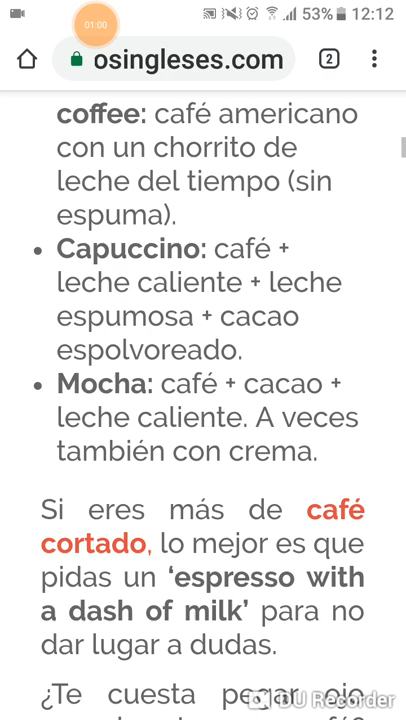 01:00
53% 12:12
osingleses.com 2
coffee: café americano
con un chorrito de
leche del tiempo (sin
espuma).
• Capuccino: café +
leche caliente + leche
espumosa + cacao
espolvoreado.
• Mocha: café + cacao +
leche caliente. A veces
también con crema.
Si eres más de café
cortado, lo mejor es que
pidas un ‘espresso with
a dash of milk’ para no
dar lugar a dudas.
¿Te cuesta pegar ojo
DU Recorder